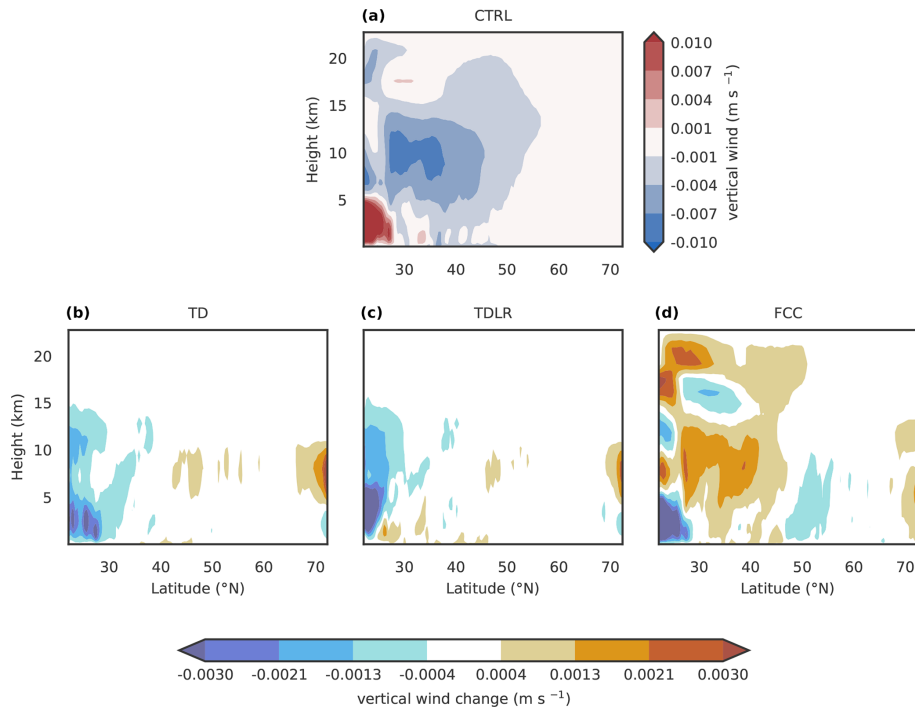 (a) CTRL
20
15
10
5
Height (km)
30 40 50 60 70
0.010
0.007
0.004
0.001
-0.001
-0.004
-0.007
-0.010
vertical wind (m s −1)
(b) TD
20
15
10
5
Height (km)
30 40 50 60 70
Latitude (°N)
(c) TDLR
30 40 50 60 70
Latitude (°N)
(d) FCC
30 40 50 60 70
Latitude (°N)
-0.0030 -0.0021 -0.0013 -0.0004 0.0004 0.0013 0.0021 0.0030
vertical wind change (m s −1)